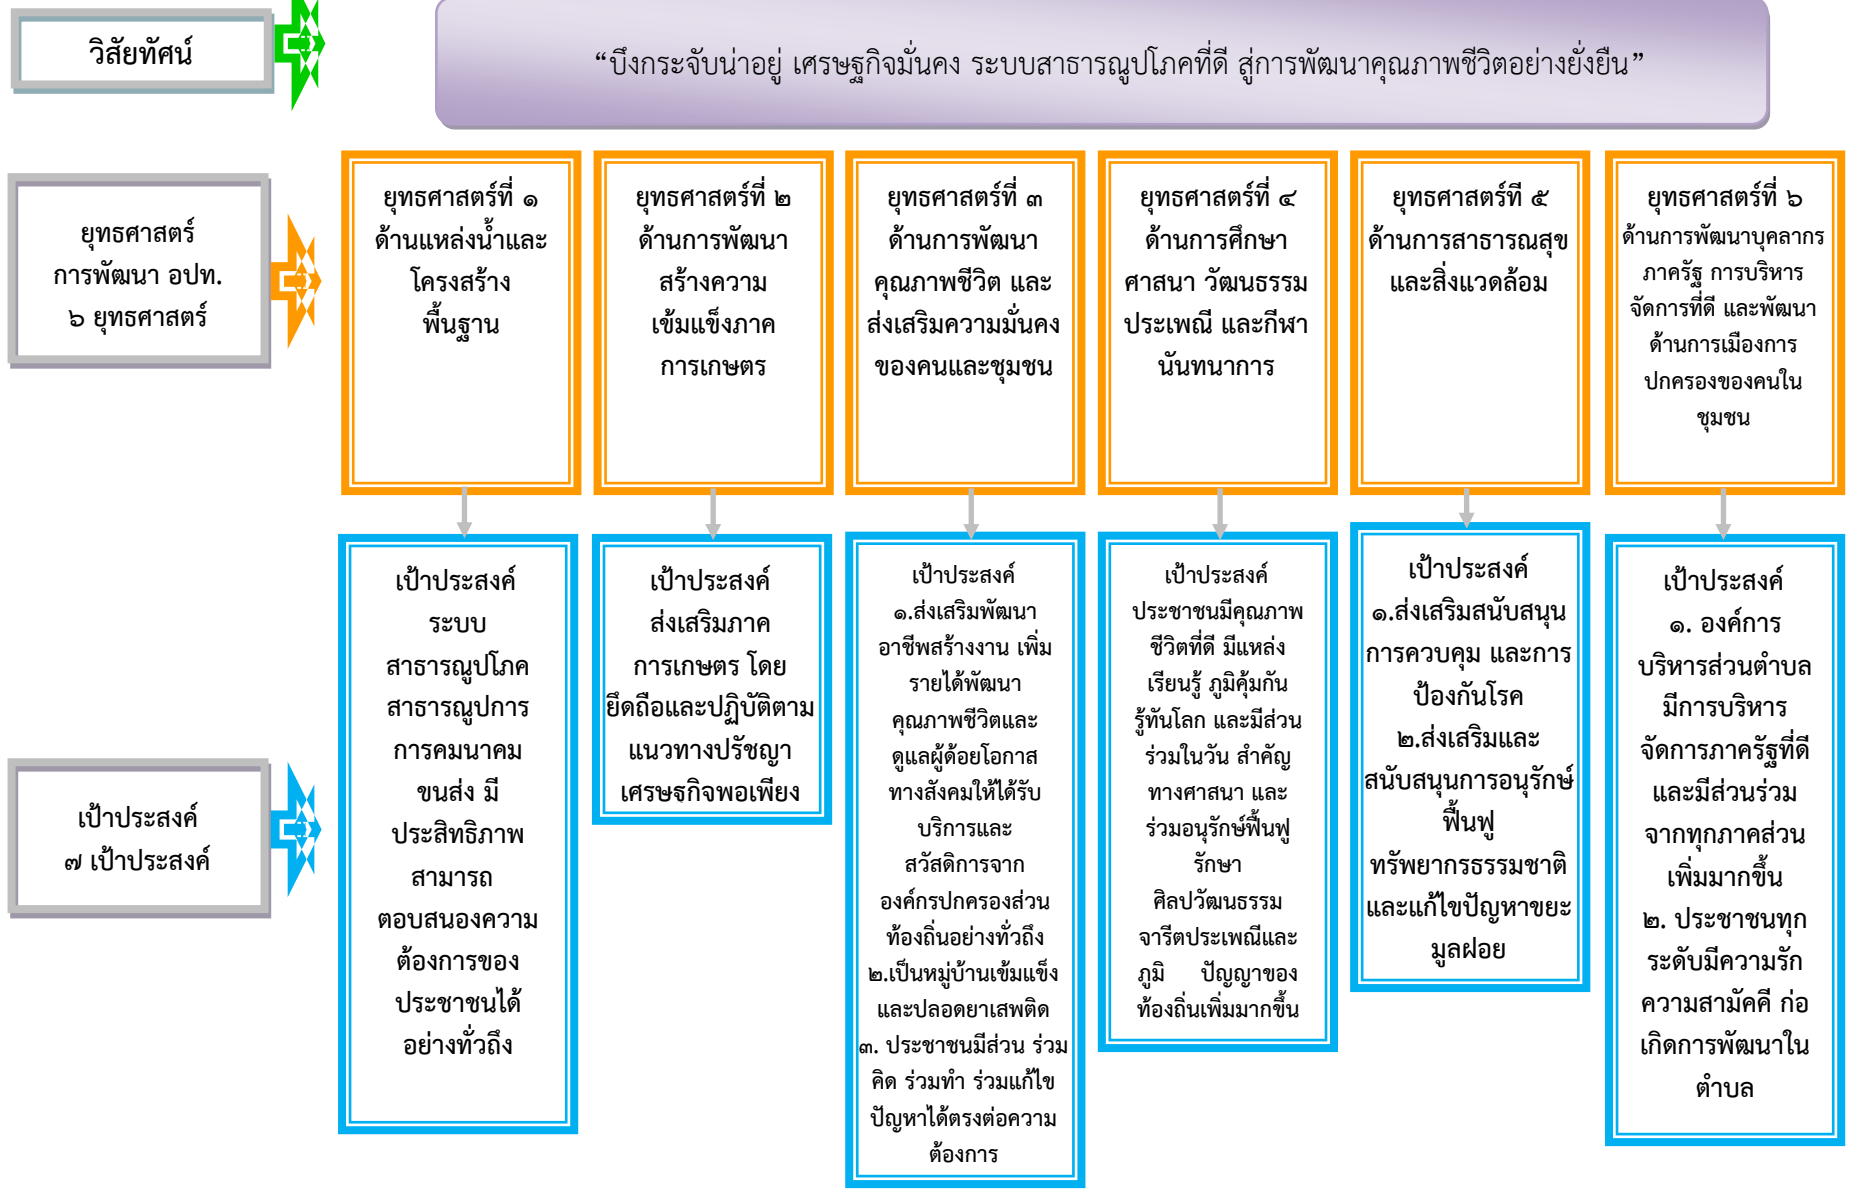 วิสัยทัศน์
“บึงกระจับน่าอยู่ เศรษฐกิจมั่นคง ระบบสาธารณูปโภคที่ดี สู่การพัฒนาคุณภาพชีวิตอย่างยั่งยืน”
ยุทธศาสตร์
การพัฒนา อปท.
๖ ยุทธศาสตร์
ยุทธศาสตร์ที่ ๑
ด้านแหล่งน้ำและ
โครงสร้าง
พื้นฐาน
ยุทธศาสตร์ที่ ๒
ด้านการพัฒนา
สร้างความ
เข้มแข็งภาค
การเกษตร
ยุทธศาสตร์ที่ ๓
ด้านการพัฒนา
คุณภาพชีวิต และ
ส่งเสริมความมั่นคง
ของคนและชุมชน
ยุทธศาสตร์ที่ ๔
ด้านการศึกษา
ศาสนา วัฒนธรรม
ประเพณี และกีฬา
นันทนาการ
ยุทธศาสตร์ที ๕
ด้านการสาธารณสุข
และสิ่งแวดล้อม
ยุทธศาสตร์ที่ ๖
ด้านการพัฒนาบุคลากร
ภาครัฐ การบริหาร
จัดการที่ดี และพัฒนา
ด้านการเมืองการ
ปกครองของคนใน
ชุมชน
เป้าประสงค์
๗ เป้าประสงค์
เป้าประสงค์
ระบบ
สาธารณูปโภค
สาธารณูปการ
การคมนาคม
ขนส่ง มี
ประสิทธิภาพ
สามารถ
ตอบสนองความ
ต้องการของ
ประชาชนได้
อย่างทั่วถึง
เป้าประสงค์
ส่งเสริมภาค
การเกษตร โดย
ยึดถือและปฏิบัติตาม
แนวทางปรัชญา
เศรษฐกิจพอเพียง
เป้าประสงค์
๑.ส่งเสริมพัฒนา
อาชีพสร้างงาน เพิ่ม
รายได้พัฒนา
คุณภาพชีวิตและ
ดูแลผู้ด้อยโอกาส
ทางสังคมให้ได้รับ
บริการและ
สวัสดิการจาก
องค์กรปกครองส่วน
ท้องถิ่นอย่างทั่วถึง
๒.เป็นหมู่บ้านเข้มแข็ง
และปลอดยาเสพติด
๓. ประชาชนมีส่วน ร่วม
คิด ร่วมทำ ร่วมแก้ไข
ปัญหาได้ตรงต่อความ
ต้องการ
เป้าประสงค์
ประชาชนมีคุณภาพ
ชีวิตที่ดี มีแหล่ง
เรียนรู้ ภูมิคุ้มกัน
รู้ทันโลก และมีส่วน
ร่วมในวัน สำคัญ
ทางศาสนา และ
ร่วมอนุรักษ์ฟื้นฟู
รักษา
ศิลปวัฒนธรรม
จารีตประเพณีและ
ภูมิ ปัญญาของ
ท้องถิ่นเพิ่มมากขึ้น
เป้าประสงค์
๑.ส่งเสริมสนับสนุน
การควบคุม และการ
ป้องกันโรค
๒.ส่งเสริมและ
สนับสนุนการอนุรักษ์
ฟื้นฟู
ทรัพยากรธรรมชาติ
และแก้ไขปัญหาขยะ
มูลฝอย
เป้าประสงค์
๑. องค์การ
บริหารส่วนตำบล
มีการบริหาร
จัดการภาครัฐที่ดี
และมีส่วนร่วม
จากทุกภาคส่วน
เพิ่มมากขึ้น
๒. ประชาชนทุก
ระดับมีความรัก
ความสามัคคี ก่อ
เกิดการพัฒนาใน
ตำบล